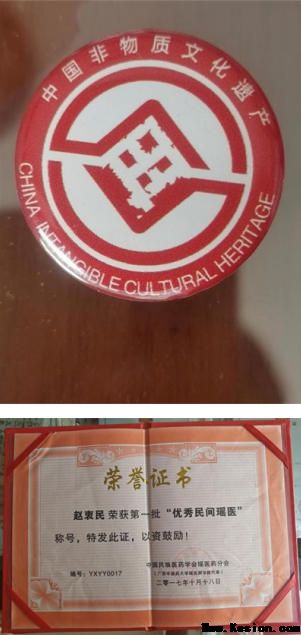 中国非物质文化遗产
CHINA INTANGIBLE CULTURAL HERITAGE
荣誉证书
赵衷民 荣获第一批“优秀民间瑶医”
称号，特发此证，以资鼓励！
中国民族医药学会瑶医药分会
编号：YXYY0017
二〇一七年十月十八日
Www.Kesion.com